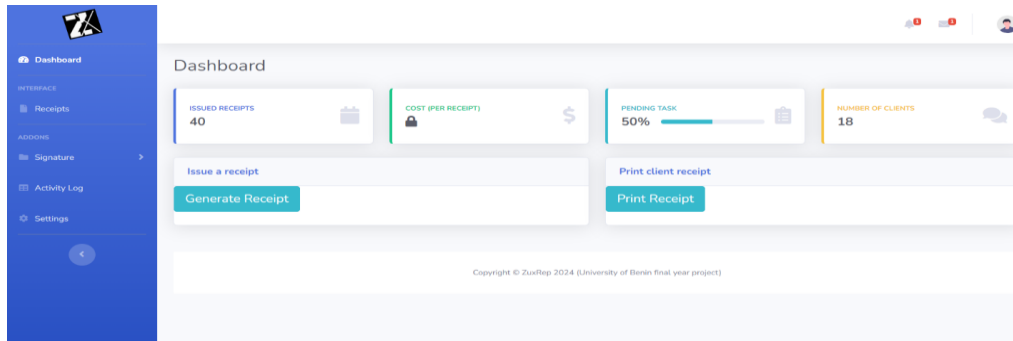 Dashboard
INTERFACE
Receipts
ADDONS
Signature
Activity Log
Settings
Dashboard
ISSUED RECEIPTS
40
COST (PER RECEIPT)
PENDING TASK
50%
NUMBER OF CLIENTS
18
Issue a receipt
Generate Receipt
Print client receipt
Print Receipt
Copyright © ZuxRep 2024 (University of Benin final year project)